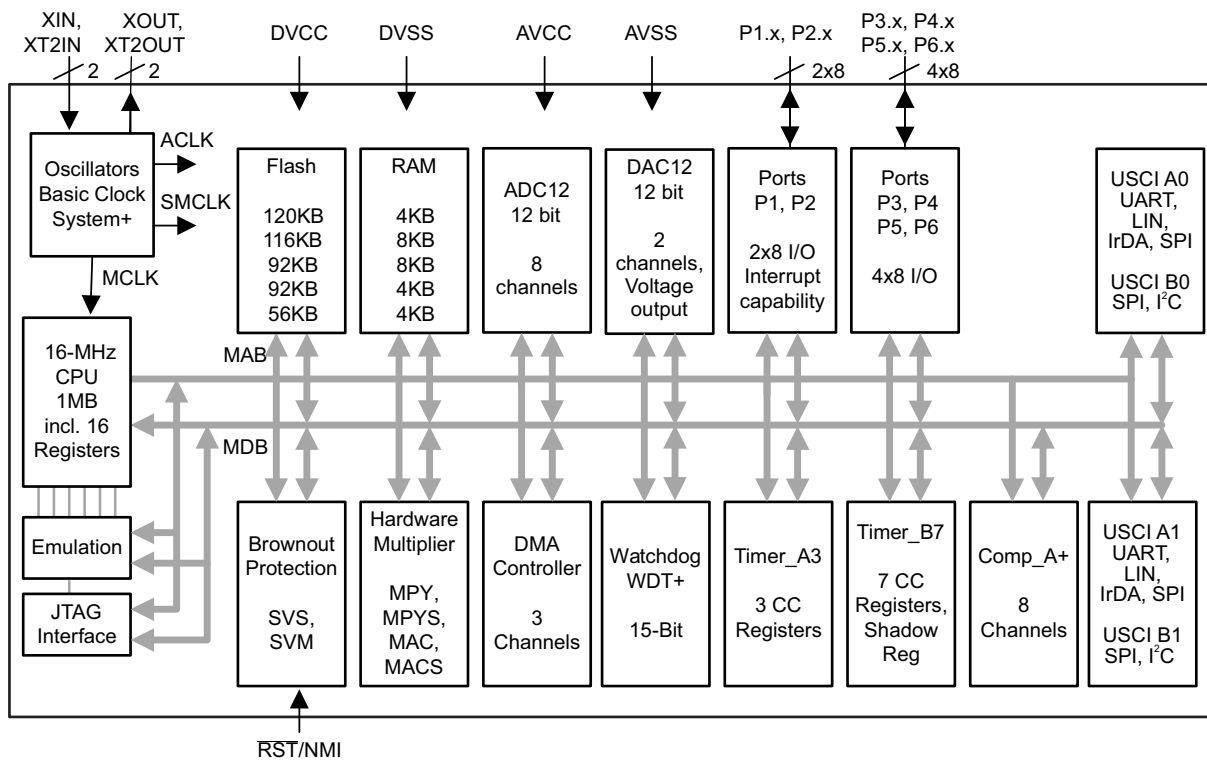 XIN,
XT2IN
2
XOUT,
XT2OUT
2
DVCC
DVSS
AVCC
AVSS
P1.x, P2.x
2x8
P3.x, P4.x
P5.x, P6.x
4x8
Oscillators
Basic Clock
System+
ACLK
SMCLK
MCLK
Flash
120KB
116KB
92KB
92KB
56KB
RAM
4KB
8KB
8KB
4KB
4KB
ADC12
12 bit
8
channels
DAC12
12 bit
2
channels,
Voltage
output
Ports
P1, P2
2x8 I/O
Interrupt
capability
Ports
P3, P4
P5, P6
4x8 I/O
USCI A0
UART,
LIN,
IrDA, SPI
USCI B0
SPI, I²C
16-MHz
CPU
1MB
incl. 16
Registers
MAB
MDB
Emulation
JTAG
Interface
Brownout
Protection
SVS,
SVM
Hardware
Multiplier
MPY,
MPYS,
MAC,
MACS
DMA
Controller
3
Channels
Watchdog
WDT+
15-Bit
Timer_A3
3 CC
Registers
Timer_B7
7 CC
Registers,
Shadow
Reg
Comp_A+
8
Channels
USCI A1
UART,
LIN,
IrDA, SPI
USCI B1
SPI, I²C
RST/NMI